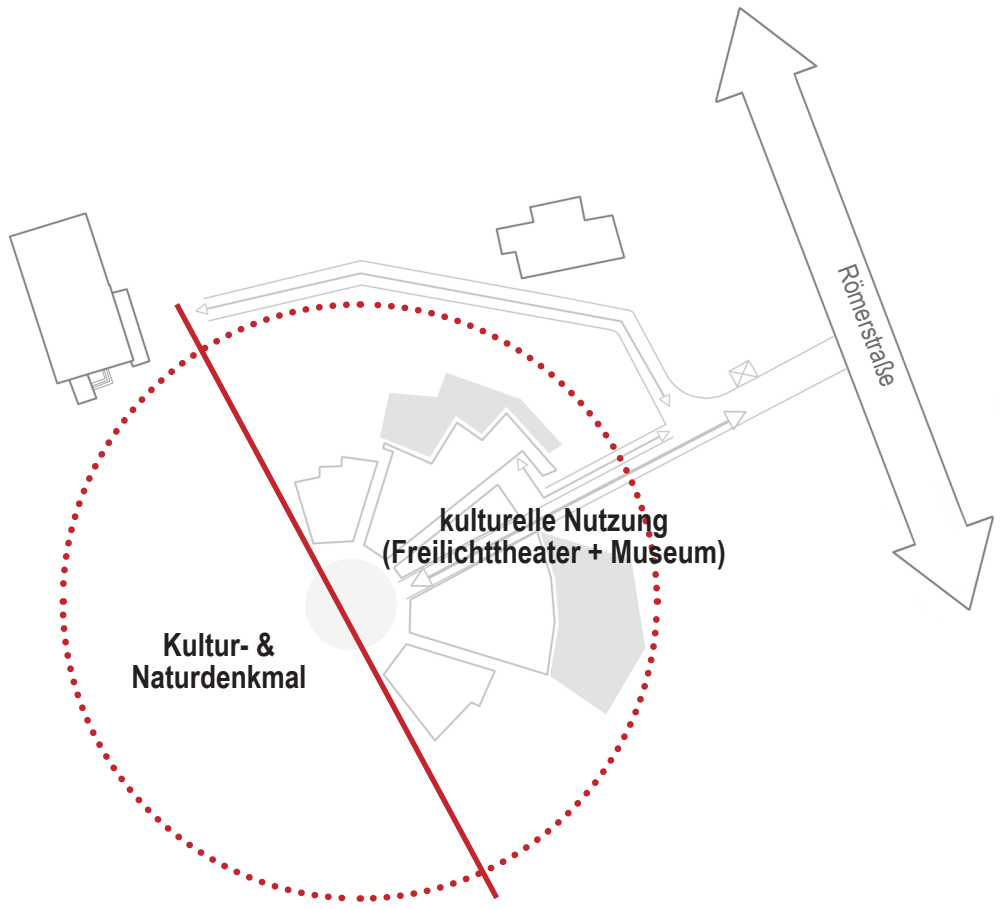 Römerstraße
kulturelle Nutzung
(Freilichttheater + Museum)
Kultur- &
Naturdenkmal